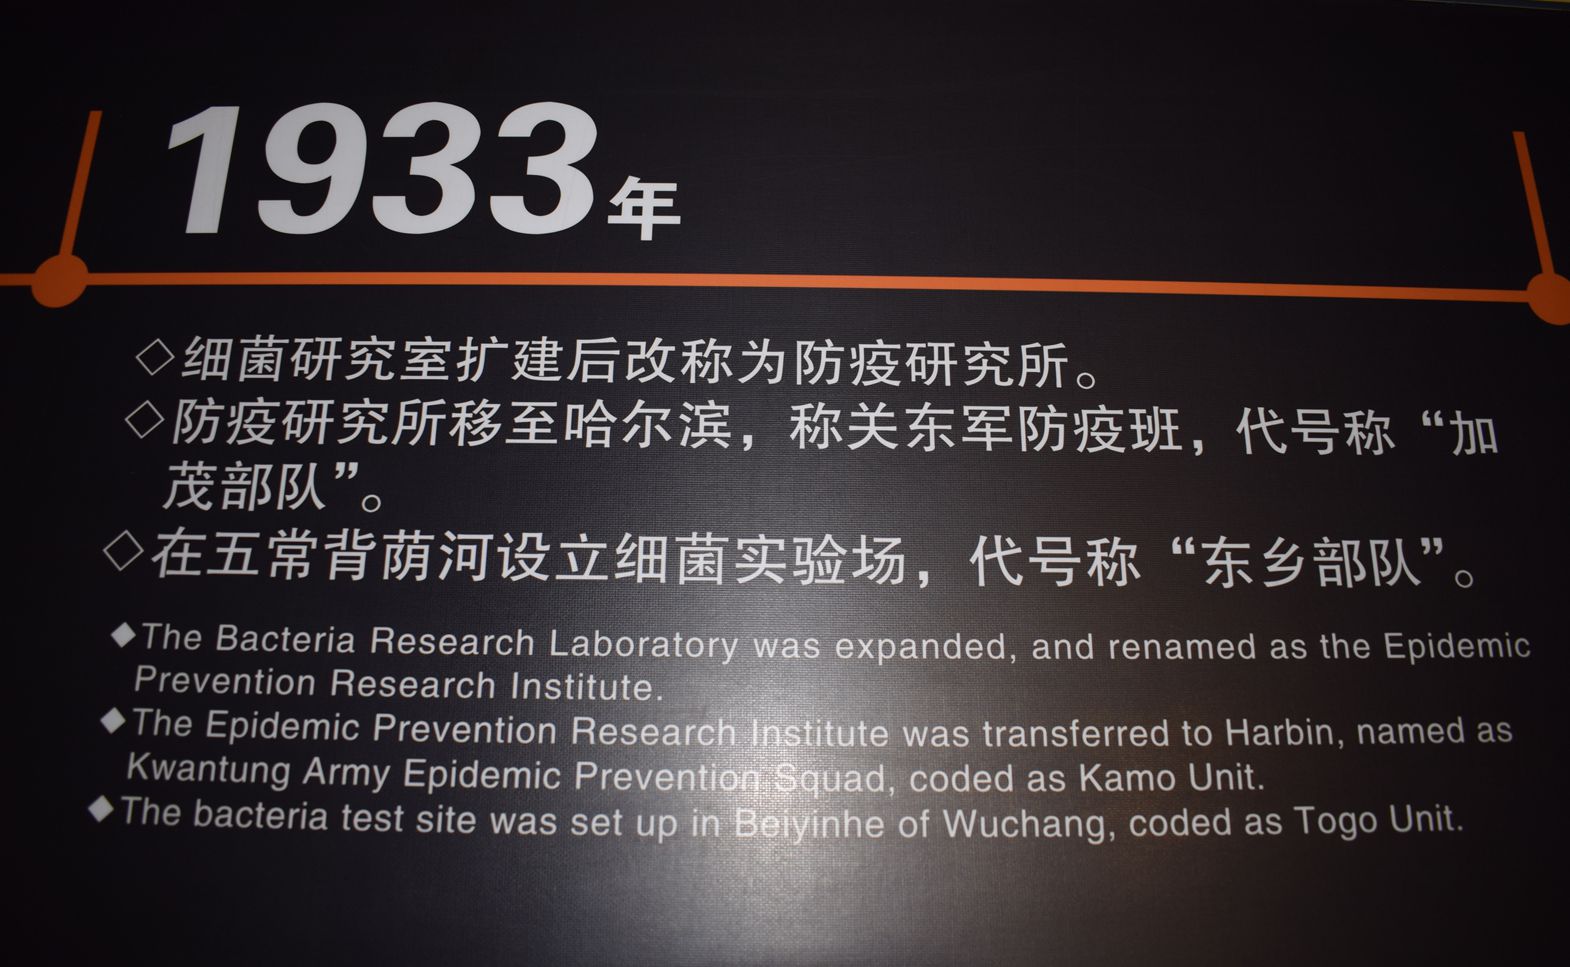 1933年
◇细菌研究室扩建后改称为防疫研究所。
◇防疫研究所移至哈尔滨，称关东军防疫班，代号称“加
茂部队”。
◇在五常背荫河设立细菌实验场，代号称“东乡部队”。
◆The Bacteria Research Laboratory was expanded, and renamed as the Epidemic
Prevention Research Institute.
◆The Epidemic Prevention Research Institute was transferred to Harbin, named as
Kwantung Army Epidemic Prevention Squad, coded as Kamo Unit.
◆The bacteria test site was set up in Beiyinhe of Wuchang, coded as Togo Unit.